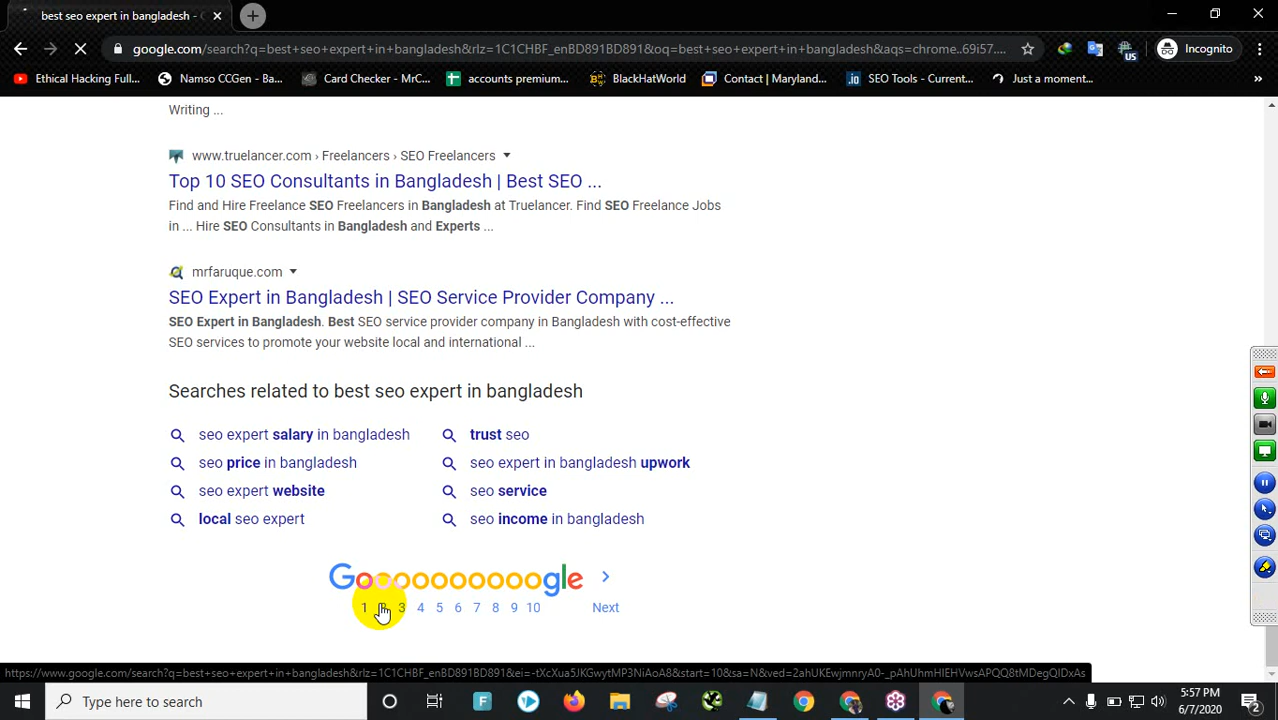 best seo expert in bangladesh - G
google.com/search?q=best+seo+expert+in+bangladesh&rlz=1C1CHBF_enBD891BD891&oq=best+seo+expert+in+bangladesh&aqs=chrome..69i57....
US
Incognito
Ethical Hacking Full...
Namso CCGen - Ba...
Card Checker - MrC...
accounts premium...
BlackHatWorld
Contact | Maryland...
SEO Tools - Current...
Just a moment...
»
Writing ...
www.truelancer.com › Freelancers › SEO Freelancers
Top 10 SEO Consultants in Bangladesh | Best SEO ...
Find and Hire Freelance SEO Freelancers in Bangladesh at Truelancer. Find SEO Freelance Jobs
in ... Hire SEO Consultants in Bangladesh and Experts ...
mrfaruque.com
SEO Expert in Bangladesh | SEO Service Provider Company ...
SEO Expert in Bangladesh. Best SEO service provider company in Bangladesh with cost-effective
SEO services to promote your website local and international ...
Searches related to best seo expert in bangladesh
seo expert salary in bangladesh
trust seo
seo price in bangladesh
seo expert in bangladesh upwork
seo expert website
seo service
local seo expert
seo income in bangladesh
Goooooooooogle
1 2 3 4 5 6 7 8 9 10 Next
Type here to search
5:57 PM
6/7/2020
2